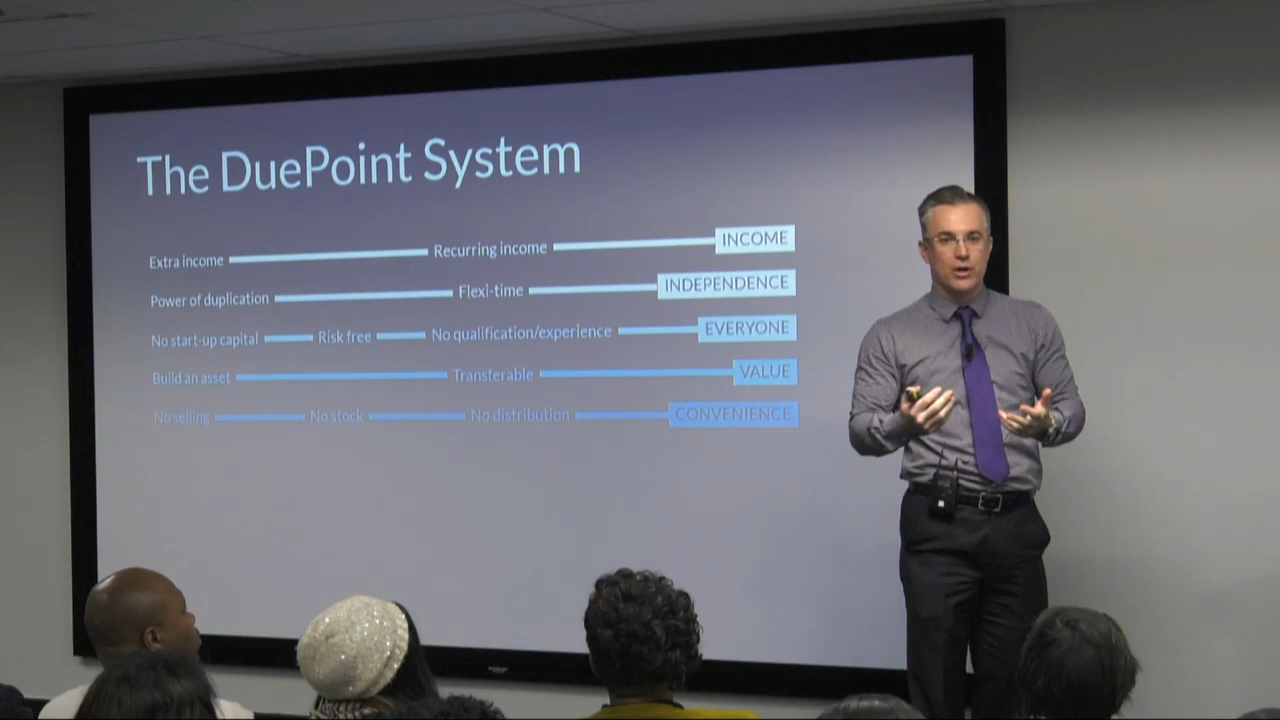 The DuePoint System
Extra income Recurring income INCOME
Power of duplication Flexi-time INDEPENDENCE
No start-up capital Risk free No qualification/experience EVERYONE
Build an asset Transferable VALUE
No selling No stock No distribution CONVENIENCE